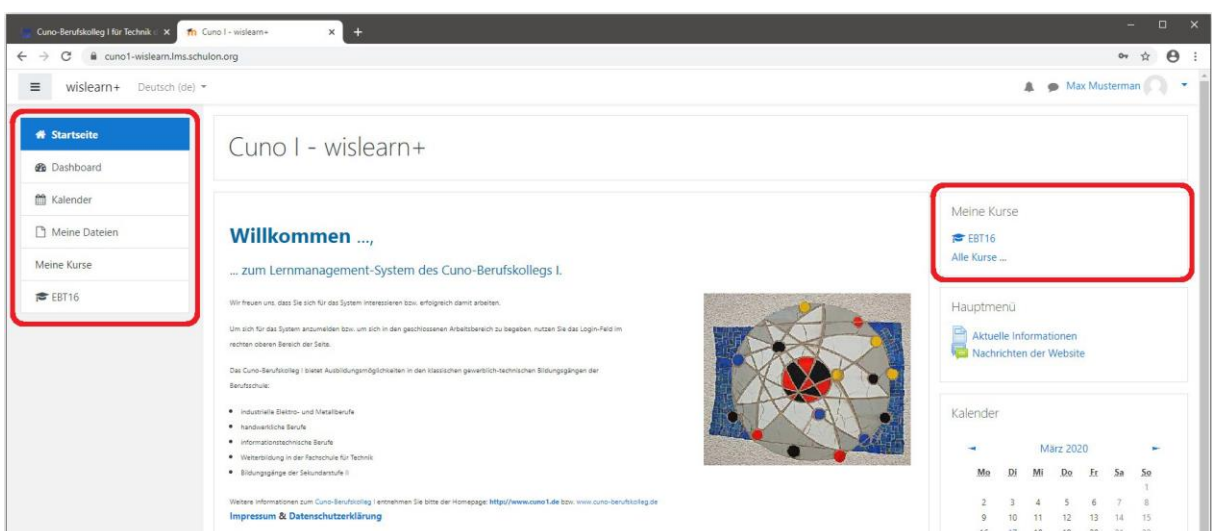 Cuno-Berufskolleg I für Technik
Cuno I - wislearn+
cuno1-wislearn.lms.schulon.org
wislearn+ Deutsch (de)
Max Musterman
Startseite
Dashboard
Kalender
Meine Dateien
Meine Kurse
EBT16
Cuno I - wislearn+
Willkommen ...,
... zum Lernmanagement-System des Cuno-Berufskollegs I.
Wir freuen uns, dass Sie sich für das System interessieren bzw. erfolgreich damit arbeiten.
Um sich für das System anzumelden bzw. um sich in den geschlossenen Arbeitsbereich zu begeben, nutzen Sie das Login-Feld im
rechten oberen Bereich der Seite.
Das Cuno-Berufskolleg I bietet Ausbildungsmöglichkeiten in den klassischen gewerblich-technischen Bildungsgängen der
Berufsschule:
industrielle Elektro- und Metallberufe
handwerkliche Berufe
informationstechnische Berufe
Weiterbildung in der Fachschule für Technik
Bildungsgänge der Sekundarstufe II
Weitere Informationen zum Cuno-Berufskolleg I entnehmen Sie bitte der Homepage: http://www.cuno1.de bzw. www.cuno-berufskolleg.de
Impressum & Datenschutzerklärung
Meine Kurse
EBT16
Alle Kurse ...
Hauptmenü
Aktuelle Informationen
Nachrichten der Website
Kalender
März 2020
Mo Di Mi Do Fr Sa So
1
2 3 4 5 6 7 8
9 10 11 12 13 14 15